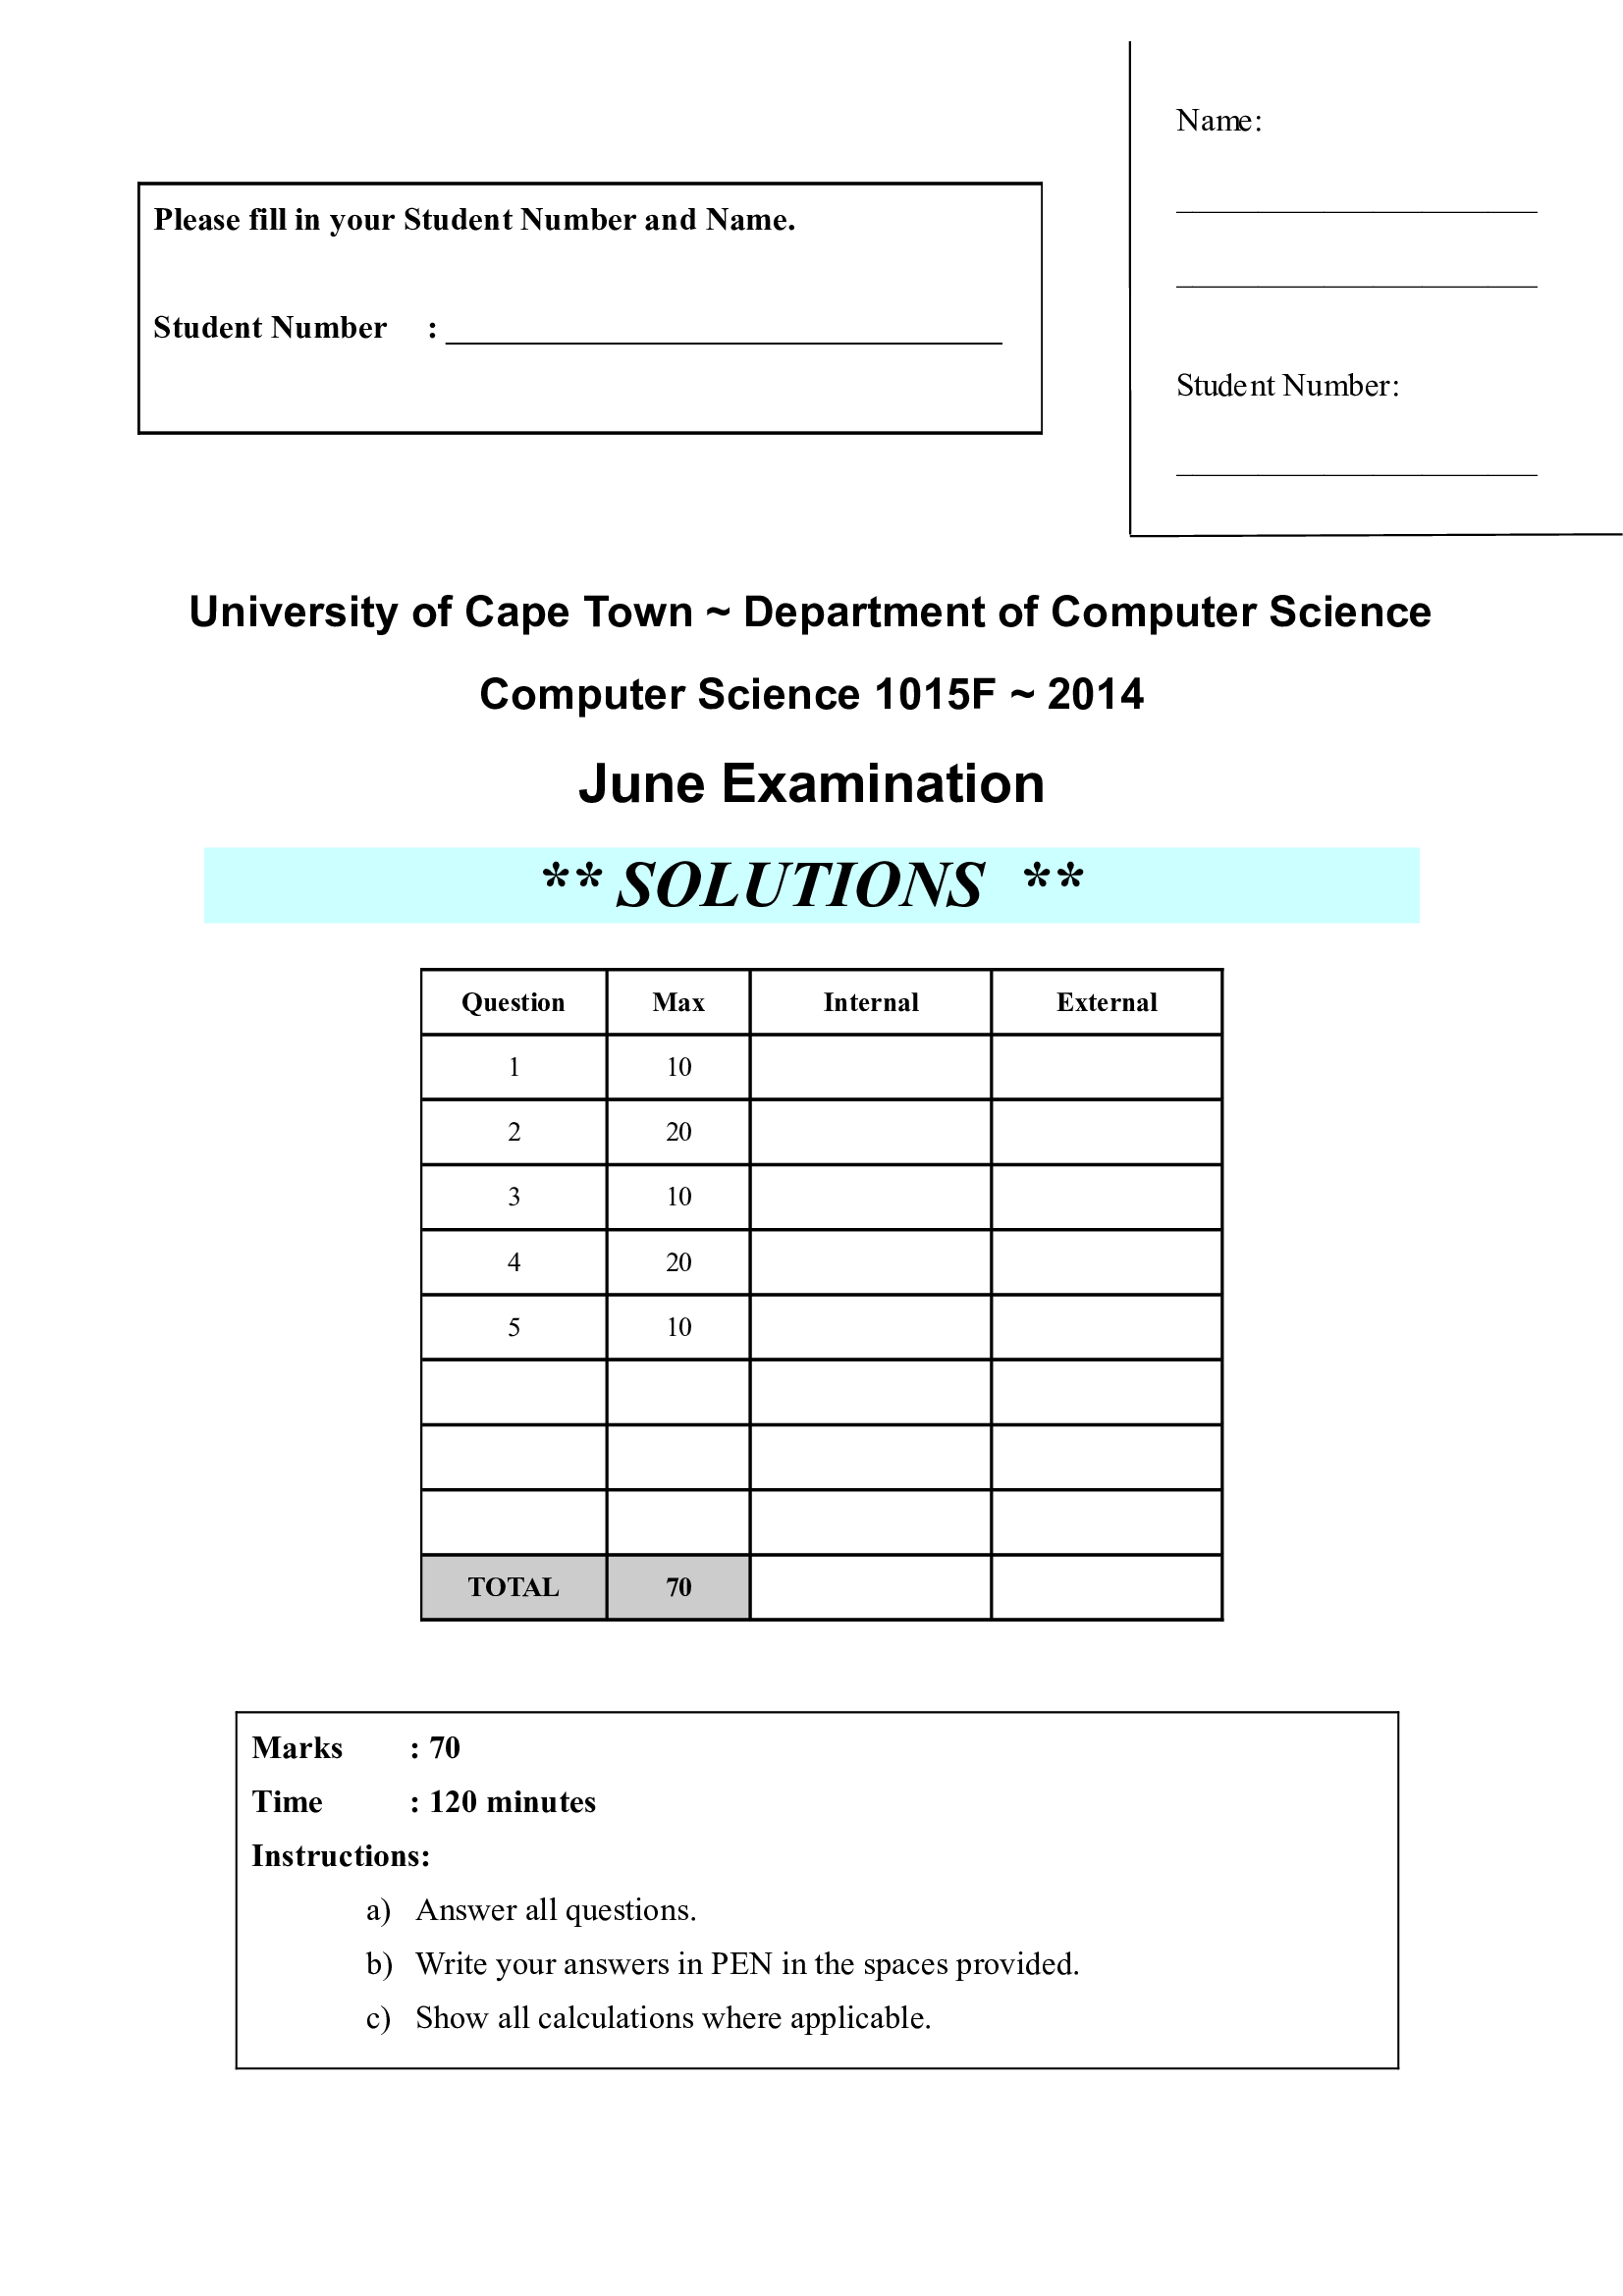 Name:
______________________
______________________
Student Number:
______________________
Please fill in your Student Number and Name.
Student Number : ______________________
University of Cape Town ~ Department of Computer Science
Computer Science 1015F ~ 2014
June Examination
** SOLUTIONS **
Question Max Internal External
1 10
2 20
3 10
4 20
5 10
TOTAL 70
Marks : 70
Time : 120 minutes
Instructions:
a) Answer all questions.
b) Write your answers in PEN in the spaces provided.
c) Show all calculations where applicable.